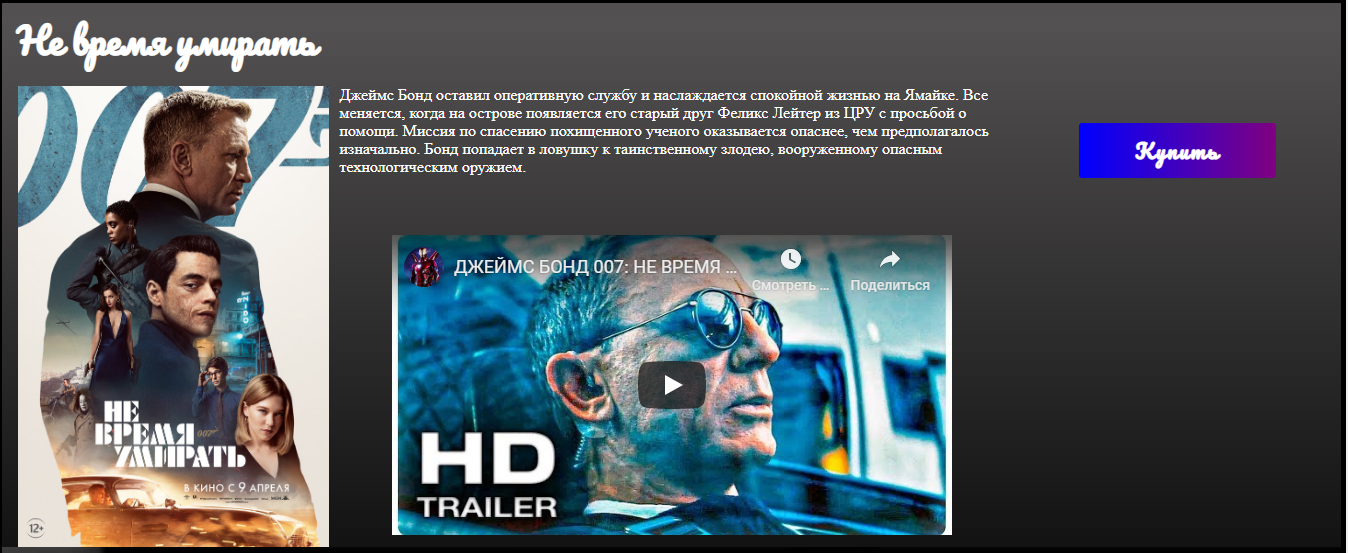 Не время умирать
Джеймс Бонд оставил оперативную службу и наслаждается спокойной жизнью на Ямайке. Все
меняется, когда на острове появляется его старый друг Феликс Лейтер из ЦРУ с просьбой о
помощи. Миссия по спасению похищенного ученого оказывается опаснее, чем предполагалось
изначально. Бонд попадает в ловушку к таинственному злодею, вооруженному опасным
технологическим оружием.
Купить
007
НЕ
ВРЕМЯ
007
УМИРАТЬ
В КИНО С 9 АПРЕЛЯ
12+
ДЖЕЙМС БОНД 007: НЕ ВРЕМЯ ...
Смотреть ...
Поделиться
HD
TRAILER